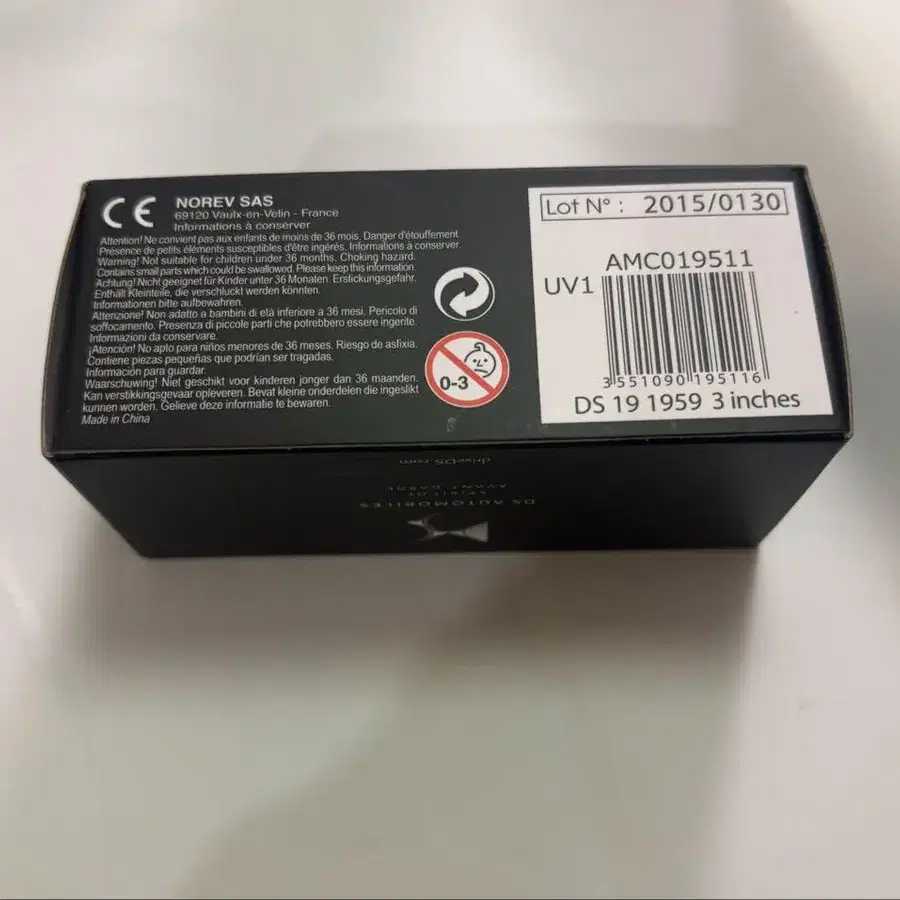 CE
NOREV SAS
69120 Vaulx-en-Velin - France
Informations à conserver
Attention! Ne convient pas aux enfants de moins de 36 mois. Danger d'étouffement.
Présence de petits éléments susceptibles d'être ingérés. Informations à conserver.
Warning! Not suitable for children under 36 months. Choking hazard.
Contains small parts which could be swallowed. Please keep this information.
Achtung! Nicht geeignet für Kinder unter 36 Monaten. Erstickungsgefahr.
Enthält Kleinteile, die verschluckt werden könnten.
Informationen bitte aufbewahren.
Attenzione! Non adatto a bambini di età inferiore a 36 mesi. Pericolo di
soffocamento. Presenza di piccole parti che potrebbero essere ingerite.
Informazioni da conservare.
¡Atención! No apto para niños menores de 36 meses. Riesgo de asfixia.
Contiene piezas pequeñas que podrían ser tragadas.
Información para guardar.
Waarschuwing! Niet geschikt voor kinderen jonger dan 36 maanden.
Kan verstikkingsgevaar opleveren. Bevat kleine onderdelen die ingeslikt
kunnen worden. Gelieve deze informatie te bewaren.
Made in China
0-3
Lot N° : 2015/0130
AMC019511
UV1
3 551090 195116
DS 19 1959 3 inches
driveDS.com
SPIRIT OF
AVANT-GARDE
DS AUTOMOBILES